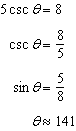 5 csc θ = 8
csc θ = 8/5
sin θ = 5/8
θ ≈ 141